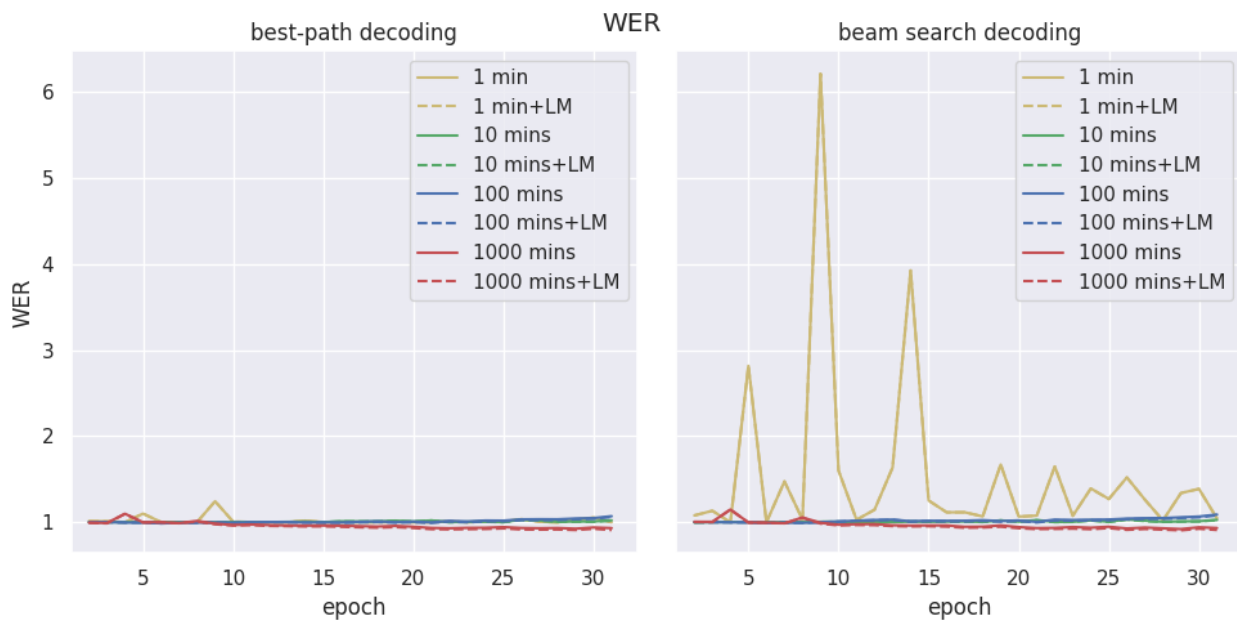 WER
best-path decoding
beam search decoding
WER
6
5
4
3
2
1
1 min
1 min+LM
10 mins
10 mins+LM
100 mins
100 mins+LM
1000 mins
1000 mins+LM
5 10 15 20 25 30
epoch
1 min
1 min+LM
10 mins
10 mins+LM
100 mins
100 mins+LM
1000 mins
1000 mins+LM
5 10 15 20 25 30
epoch